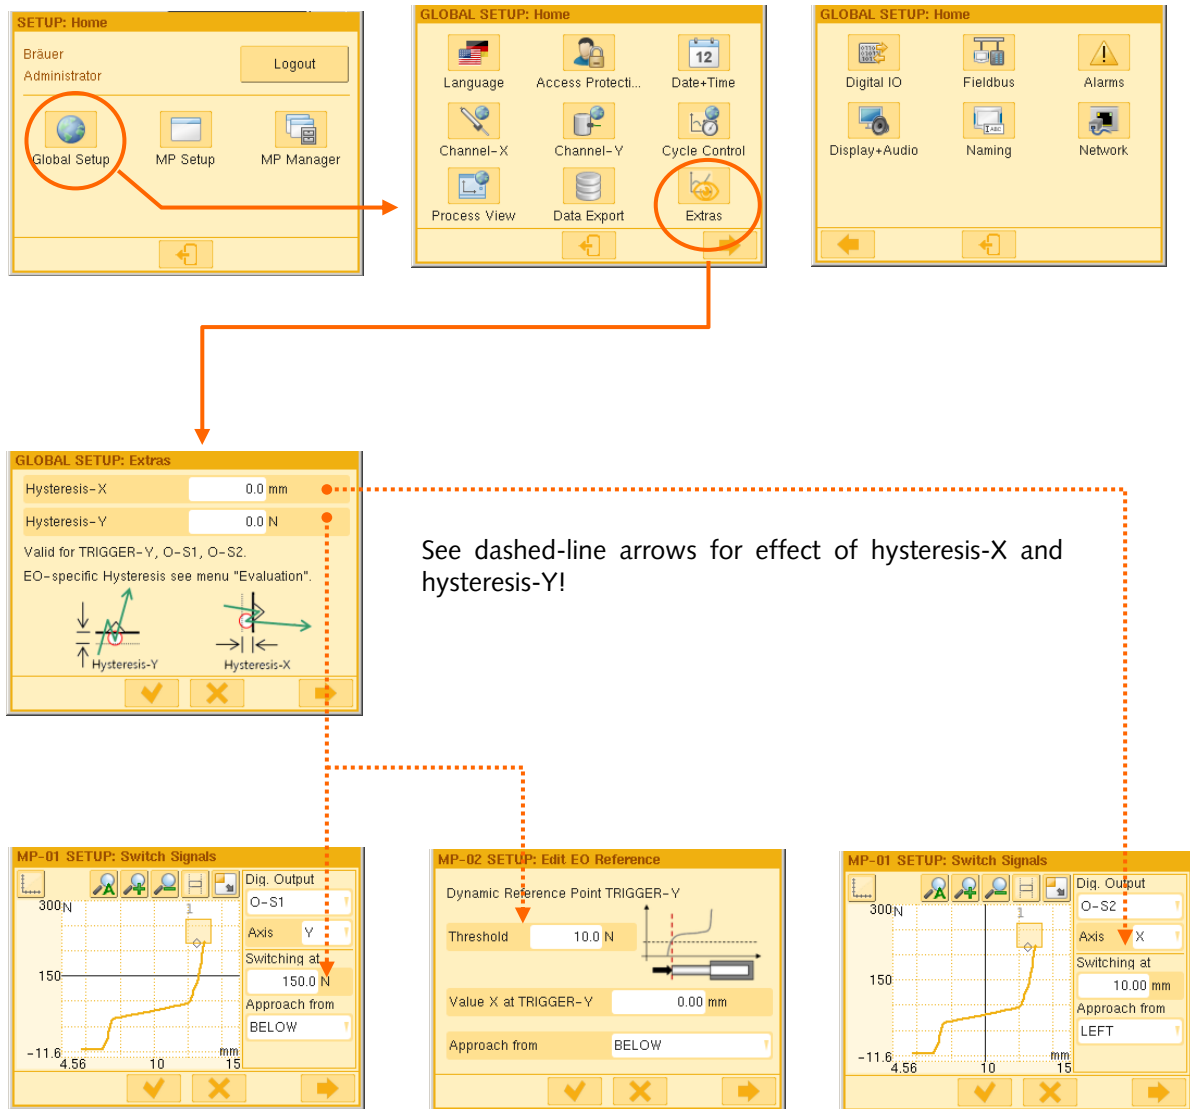 SETUP: Home
Bräuer
Administrator
Logout
Global Setup
MP Setup
MP Manager
GLOBAL SETUP: Home
Language
Access Protecti...
12
Date+Time
Channel-X
Channel-Y
Cycle Control
Process View
Data Export
Extras
GLOBAL SETUP: Home
Digital IO
Fieldbus
Alarms
Display+Audio
Naming
Network
GLOBAL SETUP: Extras
Hysteresis-X 0.0 mm
Hysteresis-Y 0.0 N
Valid for TRIGGER-Y, O-S1, O-S2.
EO-specific Hysteresis see menu "Evaluation".
Hysteresis-Y
Hysteresis-X
See dashed-line arrows for effect of hysteresis-X and
hysteresis-Y!
MP-01 SETUP: Switch Signals
300 N
150
-11.6
4.56
10
mm
15
1
Dig. Output
O-S1
Axis Y
Switching at
150.0 N
Approach from
BELOW
MP-02 SETUP: Edit EO Reference
Dynamic Reference Point TRIGGER-Y
Threshold 10.0 N
Value X at TRIGGER-Y 0.00 mm
Approach from BELOW
MP-01 SETUP: Switch Signals
300 N
150
-11.6
4.56
10
mm
15
1
Dig. Output
O-S2
Axis X
Switching at
10.00 mm
Approach from
LEFT